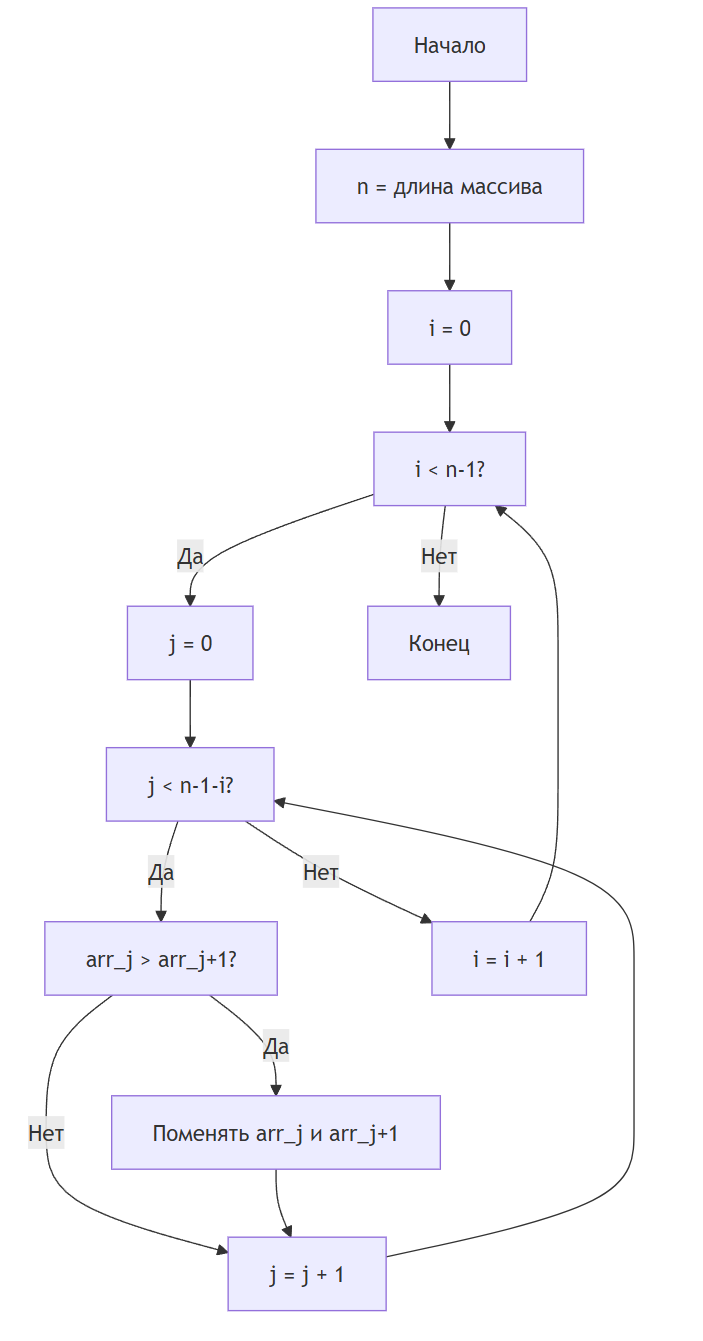 Начало
n = длина массива
i = 0
i < n-1?
Да
Нет
j = 0
Конец
j < n-1-i?
Да
Нет
arr_j > arr_j+1?
i = i + 1
Да
Нет
Поменять arr_j и arr_j+1
j = j + 1